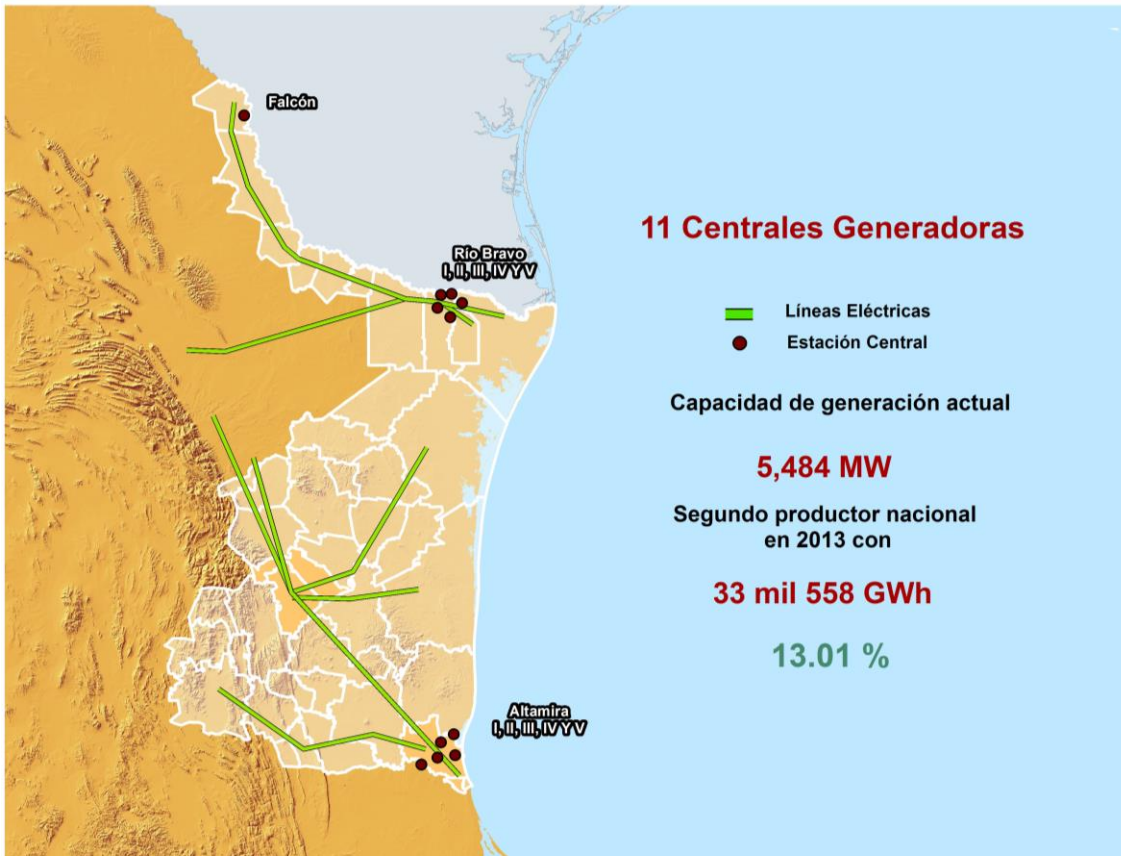 Falcón
Río Bravo
I, II, III, IV Y V
11 Centrales Generadoras
Líneas Eléctricas
Estación Central
Capacidad de generación actual
5,484 MW
Segundo productor nacional
en 2013 con
33 mil 558 GWh
13.01 %
Altamira
I, II, III, IV Y V